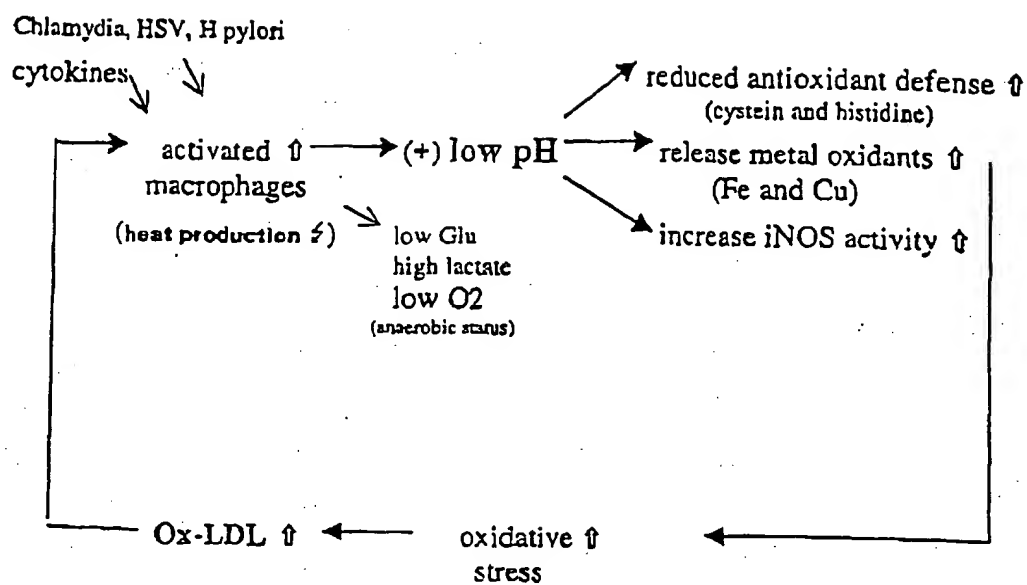 Chlamydia, HSV, H pylori
cytokines
activated ⇧
macrophages
(heat production ⚡)
(+) low pH
low Glu
high lactate
low O2
(anaerobic status)
reduced antioxidant defense ⇧
(cystein and histidine)
release metal oxidants ⇧
(Fe and Cu)
increase iNOS activity ⇧
Ox-LDL ⇧
oxidative ⇧
stress